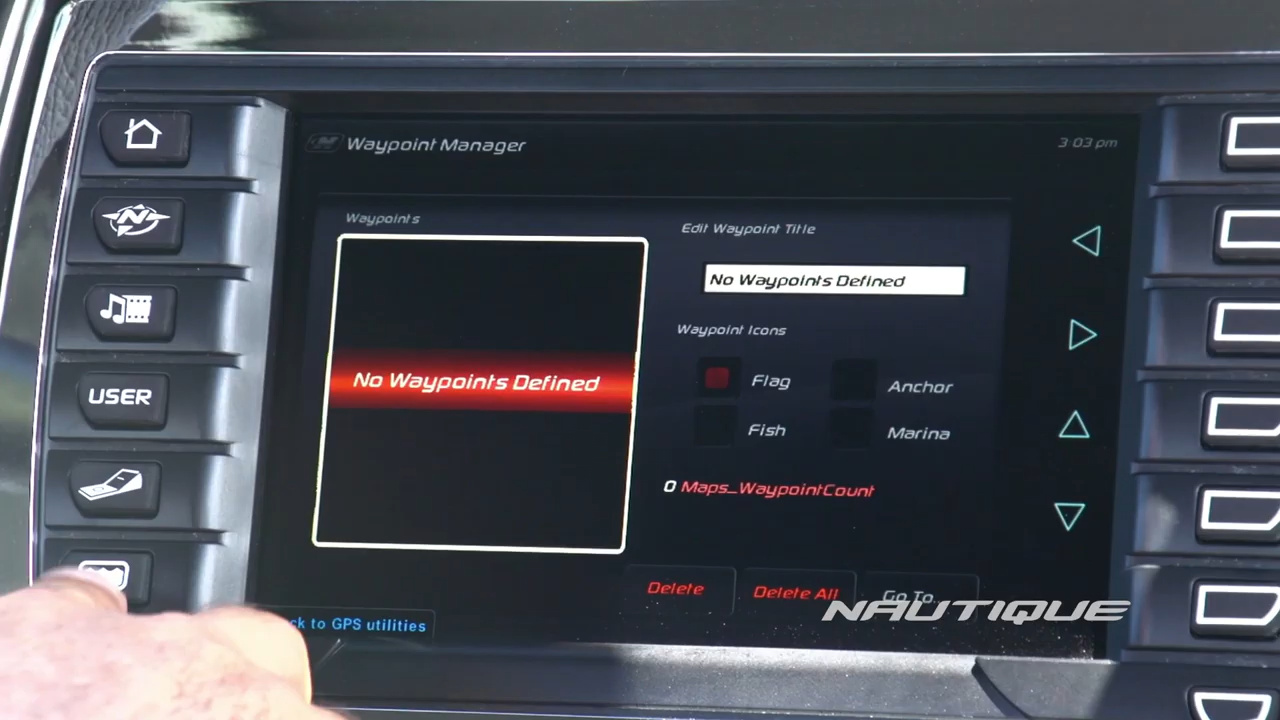 Waypoint Manager
3:03 pm
Waypoints
Edit Waypoint Title
No Waypoints Defined
Waypoint Icons
No Waypoints Defined
Flag
Anchor
USER
Fish
Marina
0 Maps_WaypointCount
Delete
Delete All
Go To
NAUTIQUE
to GPS utilities